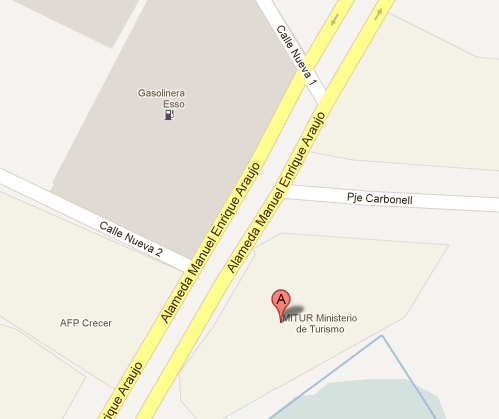 Calle Nueva 1
Gasolinera
Esso
Alameda Manuel Enrique Araujo
Alameda Manuel Enrique Araujo
Pje Carbonell
Calle Nueva 2
A
MITUR Ministerio
de Turismo
AFP Crecer
rique Araujo